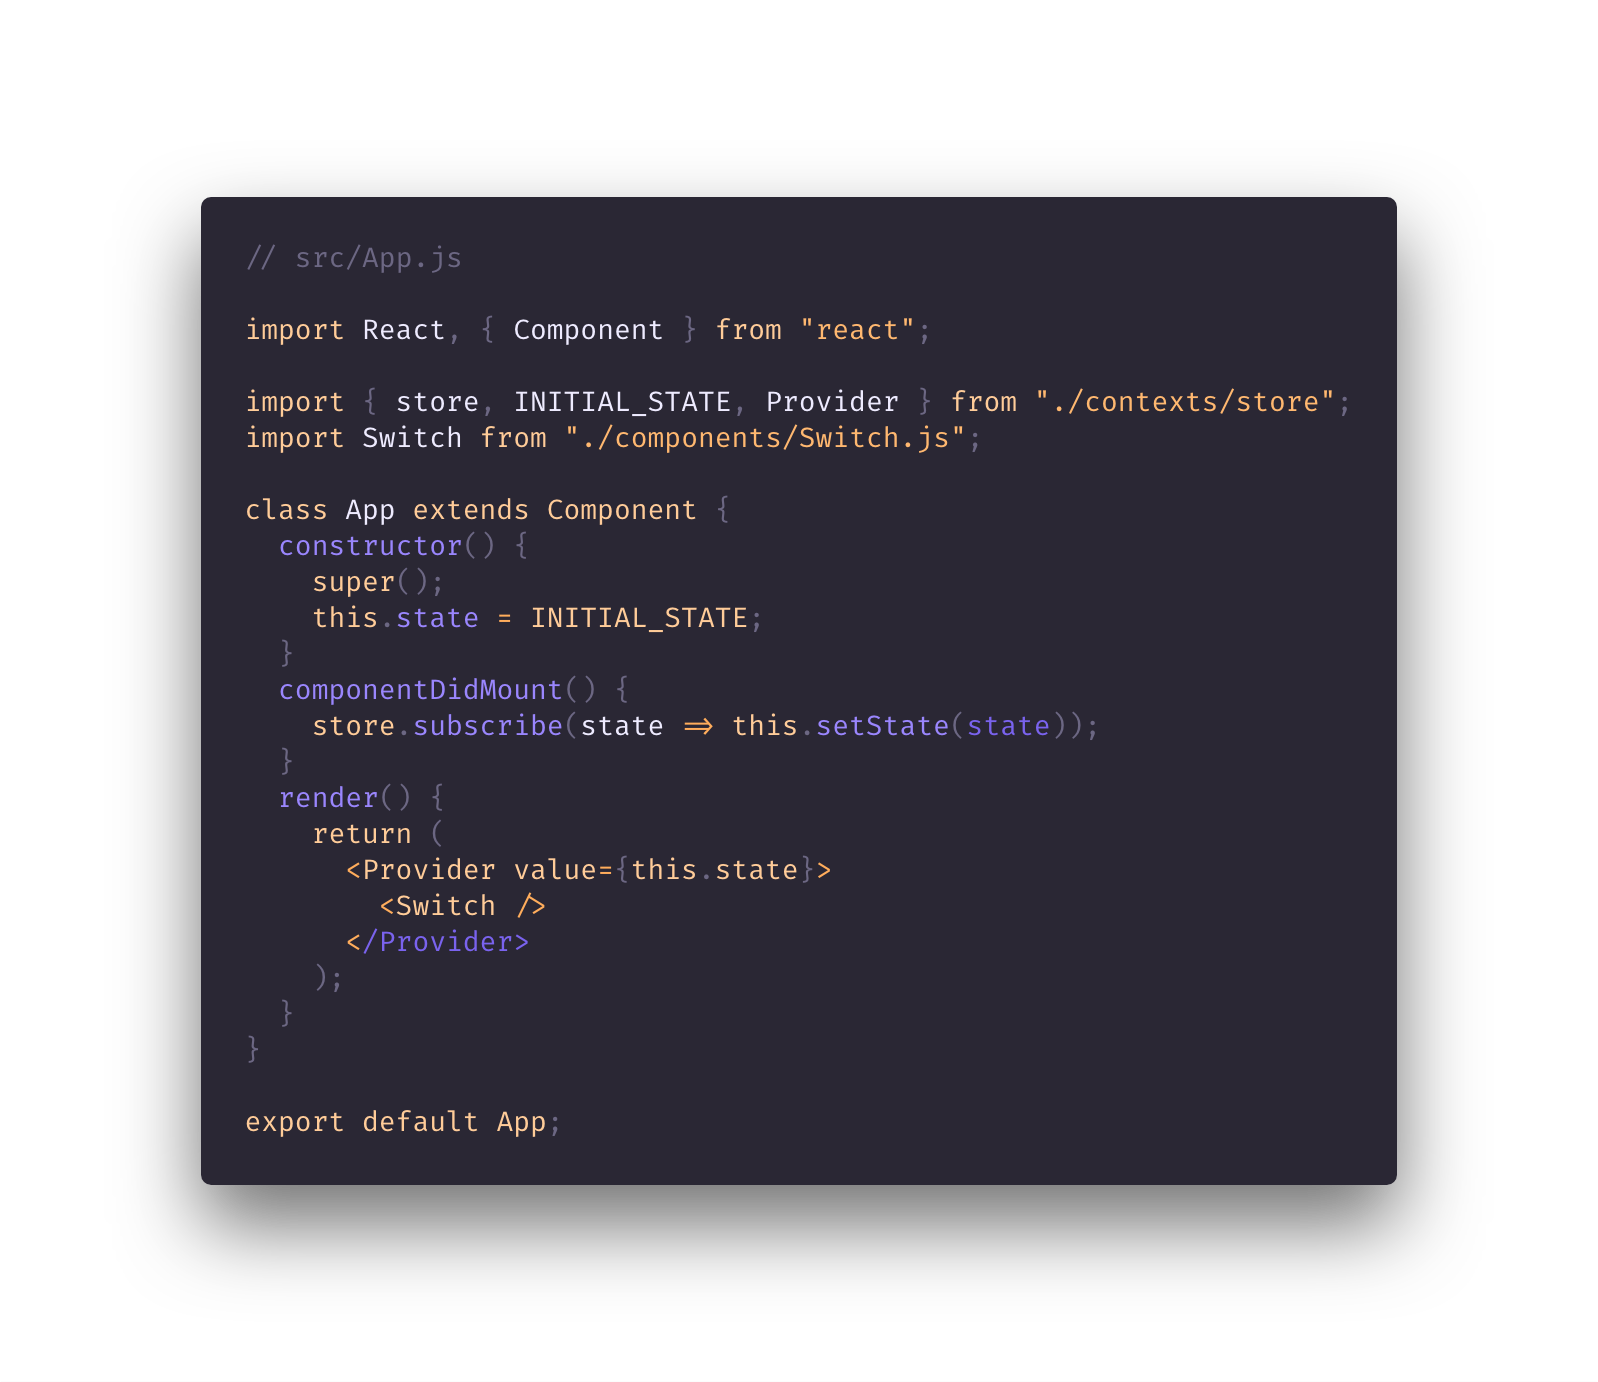 // src/App.js
import React, { Component } from "react";
import { store, INITIAL_STATE, Provider } from "./contexts/store";
import Switch from "./components/Switch.js";
class App extends Component {
  constructor() {
    super();
    this.state = INITIAL_STATE;
  }
  componentDidMount() {
    store.subscribe(state => this.setState(state));
  }
  render() {
    return (
      <Provider value={this.state}>
        <Switch />
      </Provider>
    );
  }
}
export default App;